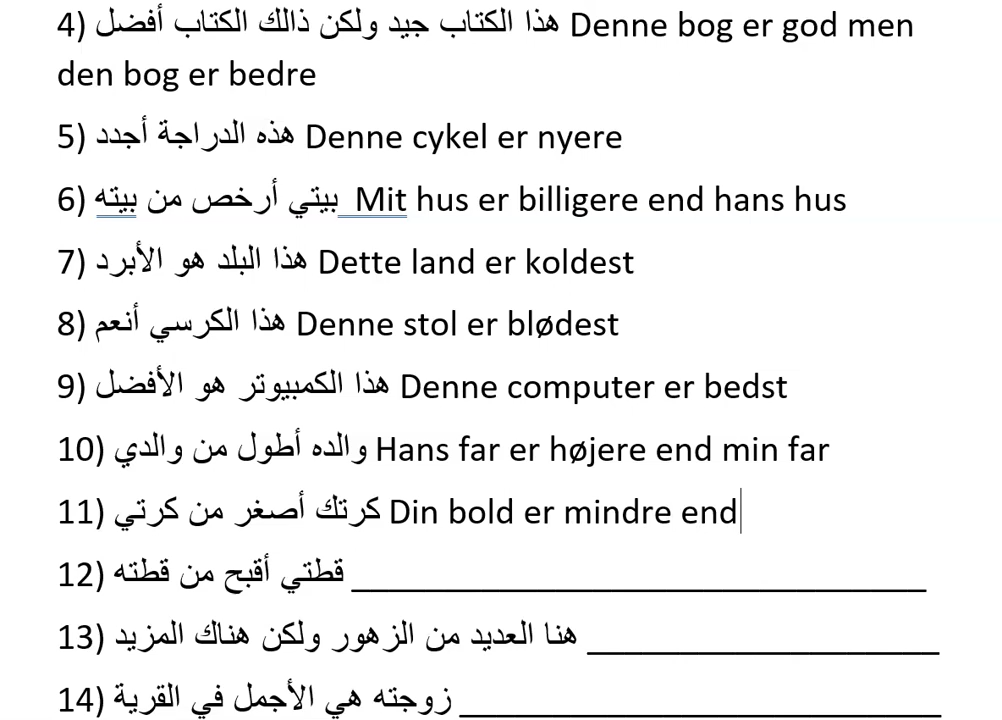 4) هذا الكتاب جيد ولكن ذالك الكتاب أفضل Denne bog er god men
den bog er bedre
5) هذه الدراجة أجدد Denne cykel er nyere
6) بيتي أرخص من بيته Mit hus er billigere end hans hus
7) هذا البلد هو الأبرد Dette land er koldest
8) هذا الكرسي أنعم Denne stol er blødest
9) هذا الكمبيوتر هو الأفضل Denne computer er bedst
10) والده أطول من والدي Hans far er højere end min far
11) كرتك أصغر من كرتي Din bold er mindre end
12) قطتي أقبح من قطته
13) هنا العديد من الزهور ولكن هناك المزيد
14) زوجته هي الأجمل في القرية